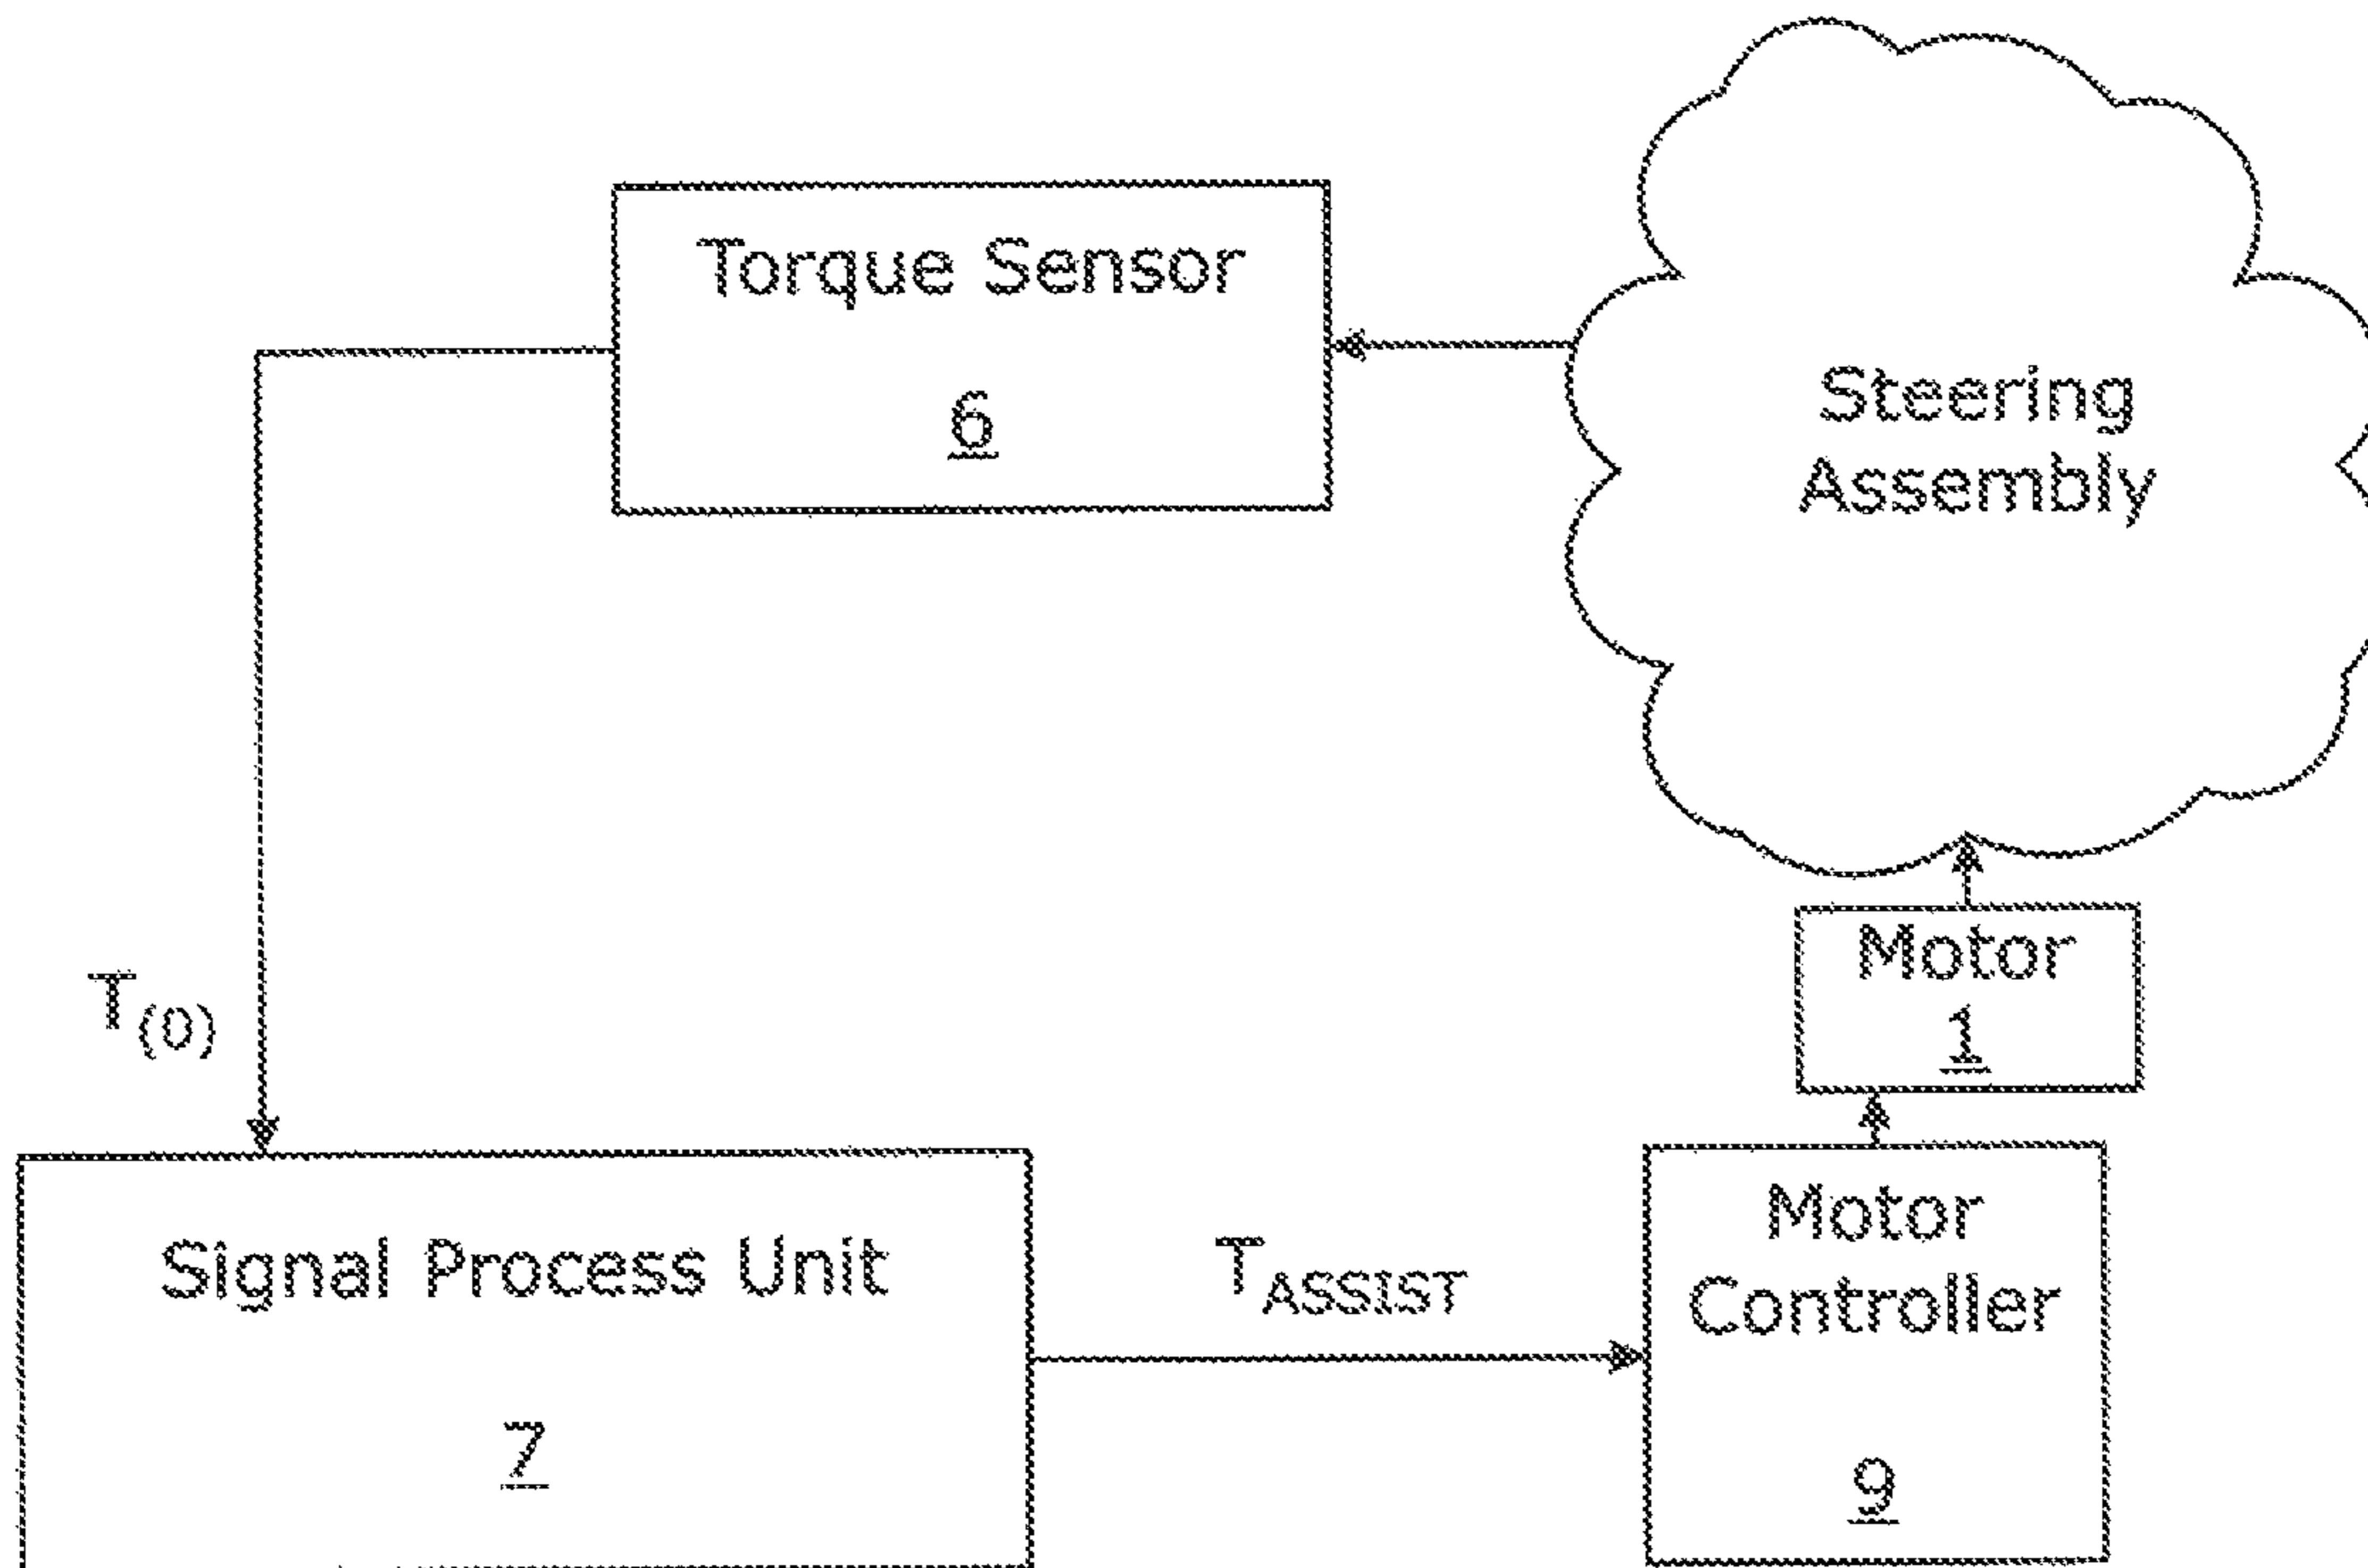 Torque Sensor
6
Steering
Assembly
T(0)
Motor
1
Signal Process Unit
7
TASSIST
Motor
Controller
9